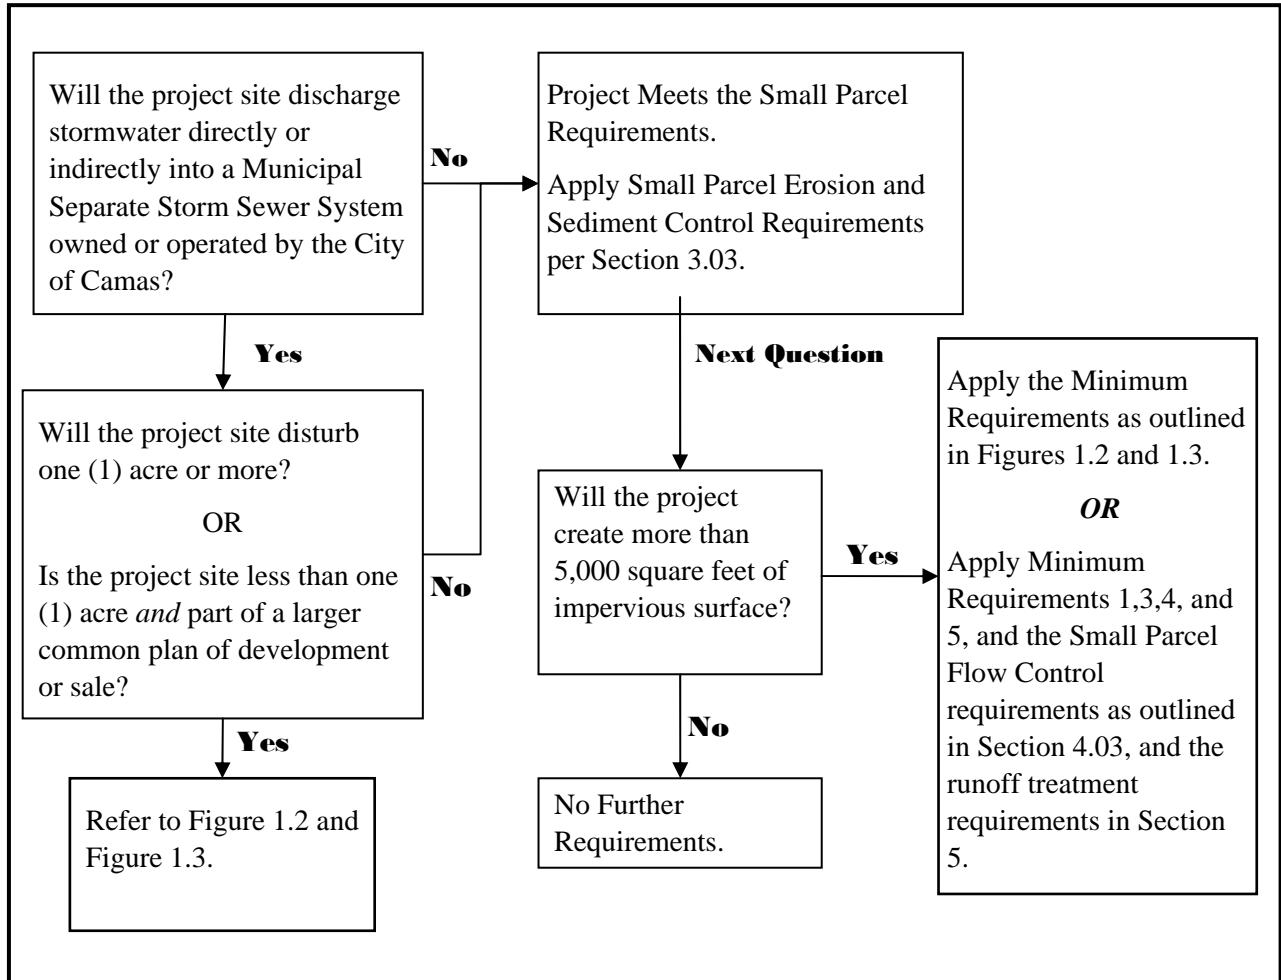 Will the project site discharge
stormwater directly or
indirectly into a Municipal
Separate Storm Sewer System
owned or operated by the City
of Camas?
No
Project Meets the Small Parcel
Requirements.
Apply Small Parcel Erosion and
Sediment Control Requirements
per Section 3.03.
Yes
Next Question
Will the project site disturb
one (1) acre or more?
OR
Is the project site less than one
(1) acre and part of a larger
common plan of development
or sale?
No
Will the project
create more than
5,000 square feet of
impervious surface?
Yes
Apply the Minimum
Requirements as outlined
in Figures 1.2 and 1.3.
OR
Apply Minimum
Requirements 1,3,4, and
5, and the Small Parcel
Flow Control
requirements as outlined
in Section 4.03, and the
runoff treatment
requirements in Section
5.
Yes
No
Refer to Figure 1.2 and
Figure 1.3.
No Further
Requirements.